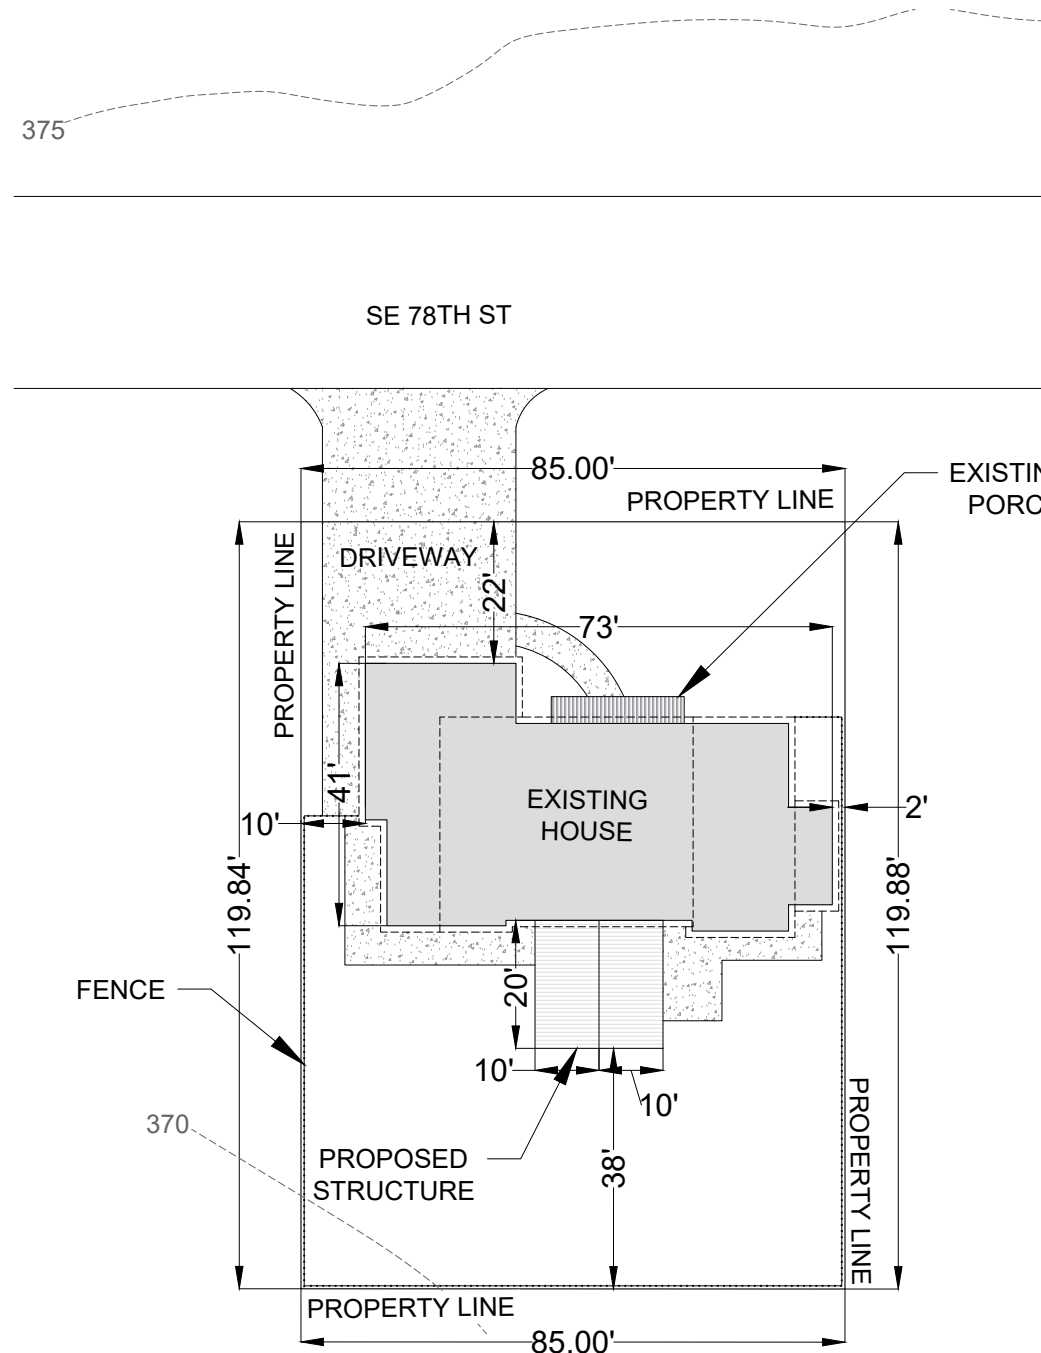 375
SE 78TH ST
85.00'
EXISTIN
PORC
PROPERTY LINE
PROPERTY LINE
DRIVEWAY
22'
73'
41'
EXISTING
HOUSE
10'
2'
119.84'
119.88'
FENCE
20'
10'
10'
370
PROPOSED
STRUCTURE
38'
PROPERTY LINE
PROPERTY LINE
85.00'